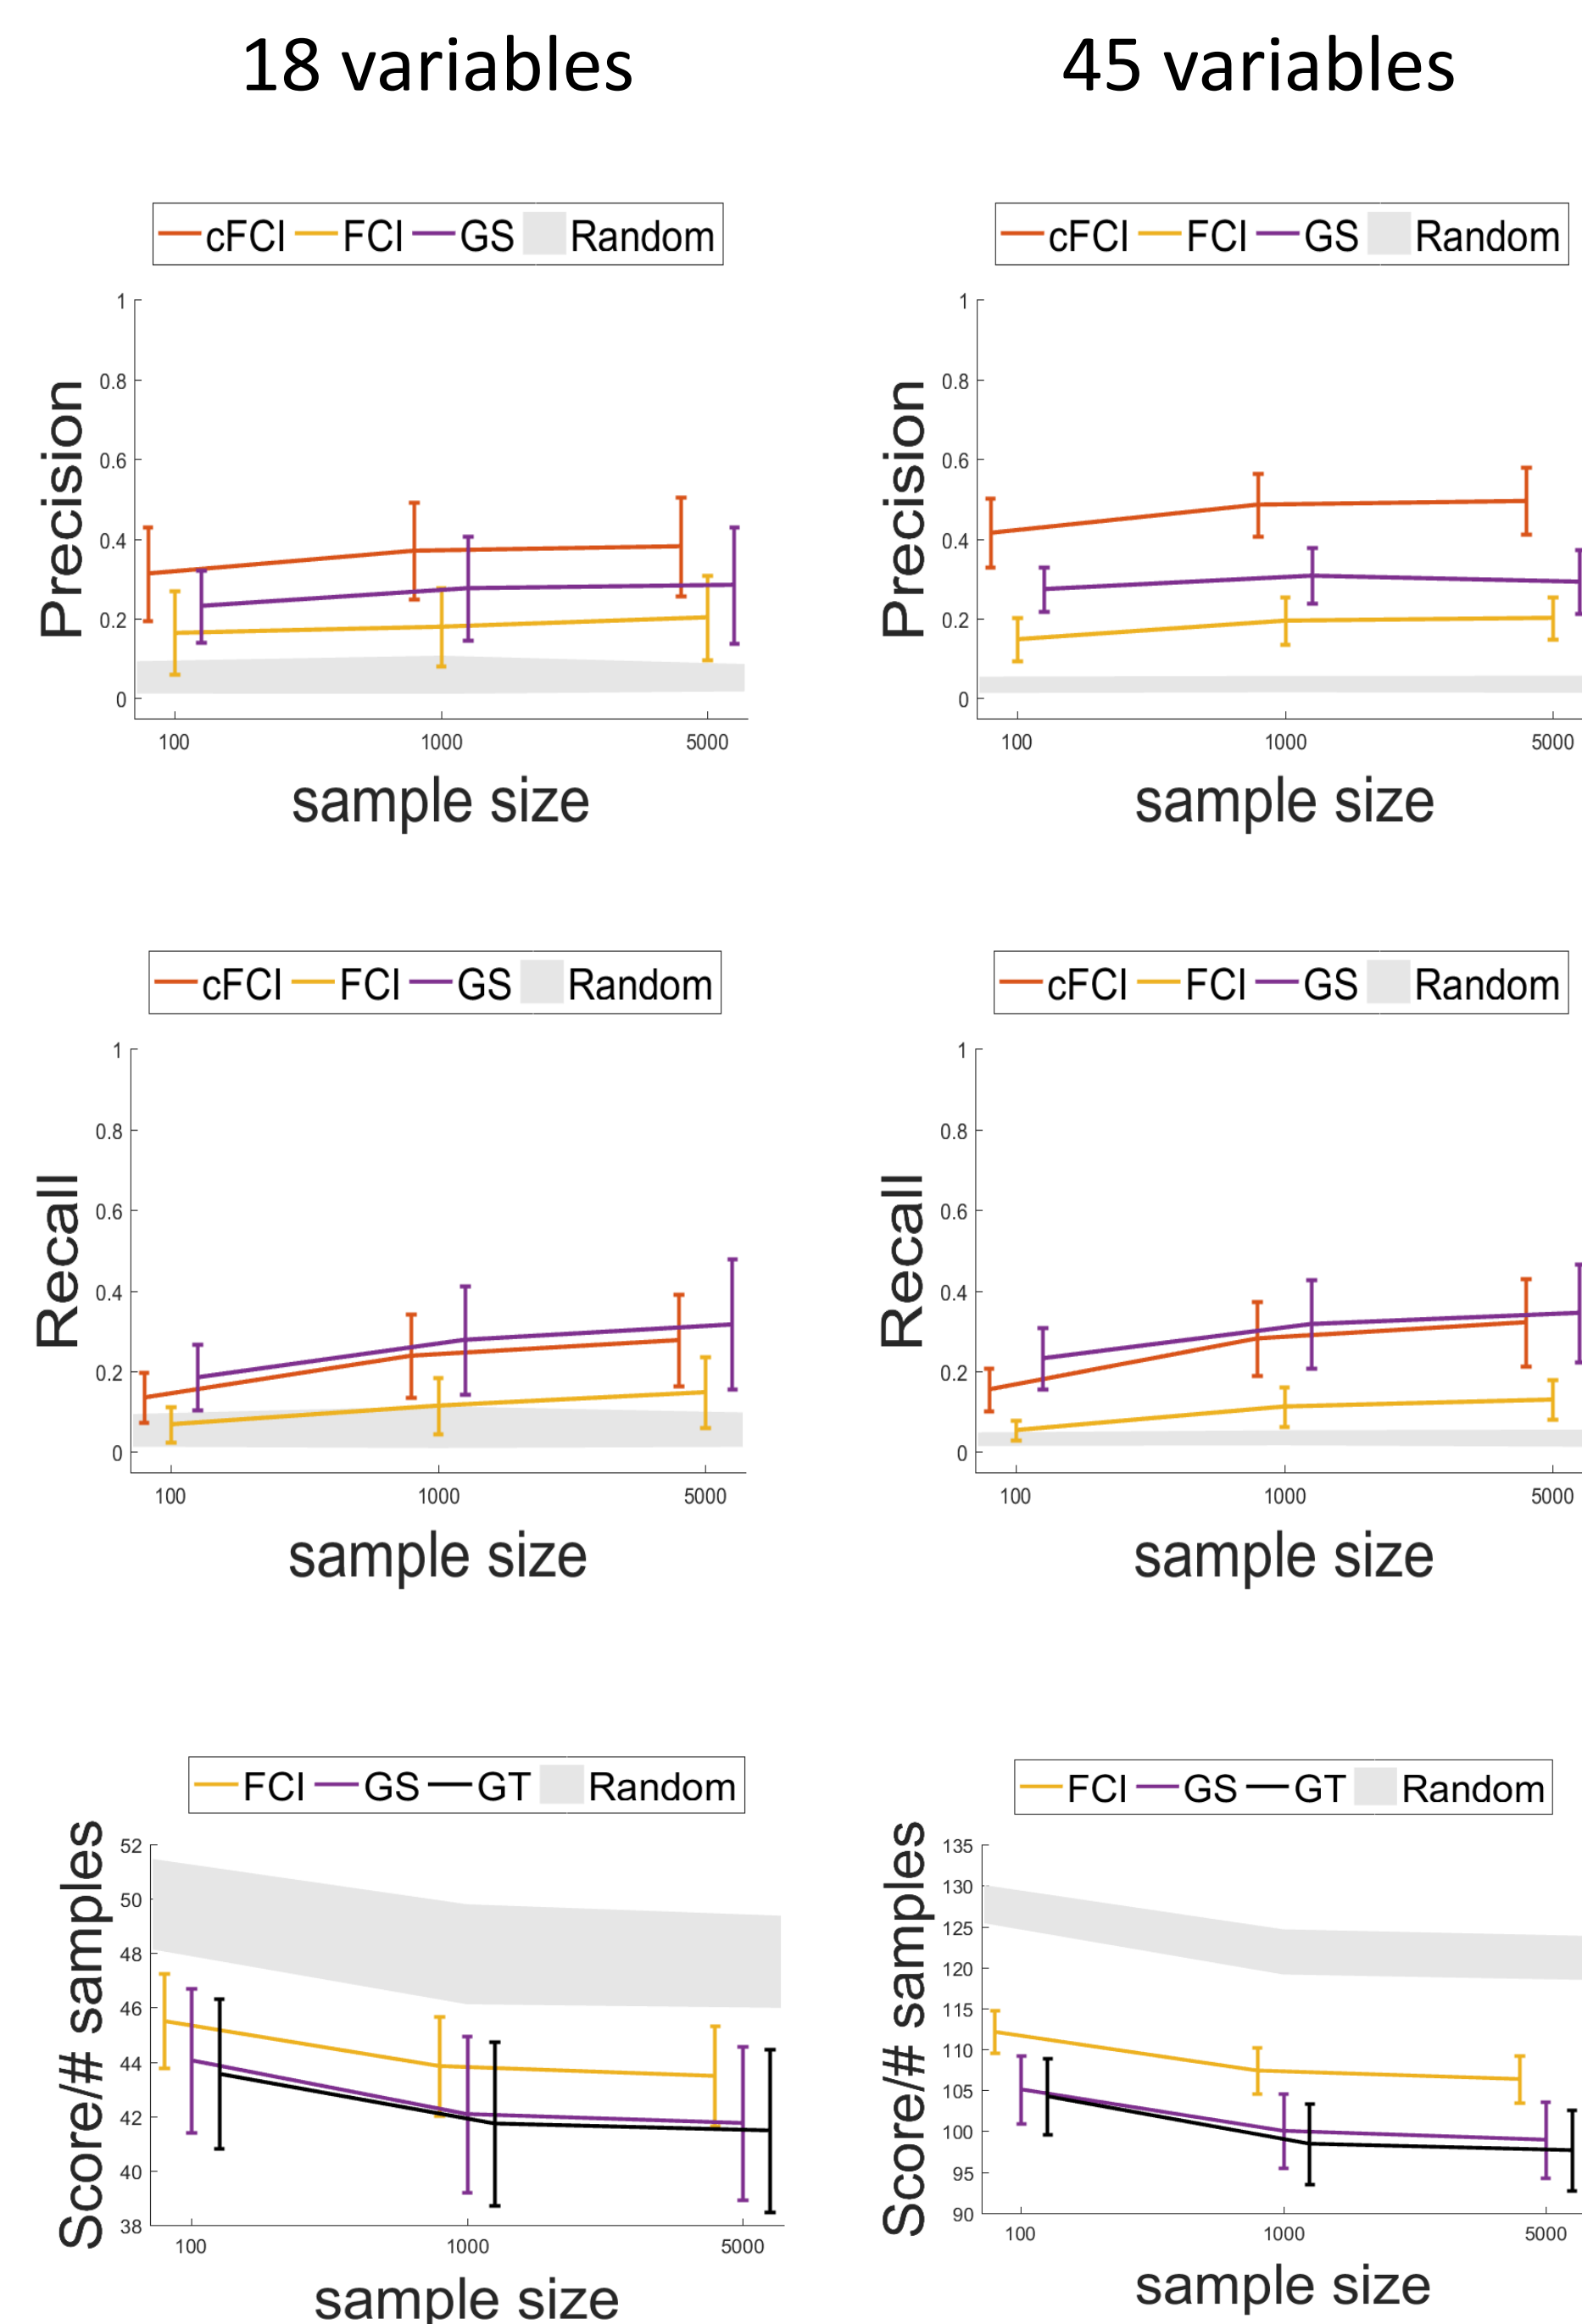 18 variables
45 variables
cFCI FCI GS Random
1
0.8
0.6
0.4
0.2
0
Precision
100 1000 5000
sample size
cFCI FCI GS Random
1
0.8
0.6
0.4
0.2
0
Precision
100 1000 5000
sample size
cFCI FCI GS Random
1
0.8
0.6
0.4
0.2
0
Recall
100 1000 5000
sample size
cFCI FCI GS Random
1
0.8
0.6
0.4
0.2
0
Recall
100 1000 5000
sample size
FCI GS GT Random
52
50
48
46
44
42
40
38
Score/# samples
100 1000 5000
sample size
FCI GS GT Random
135
130
125
120
115
110
105
100
95
90
Score/# samples
100 1000 5000
sample size